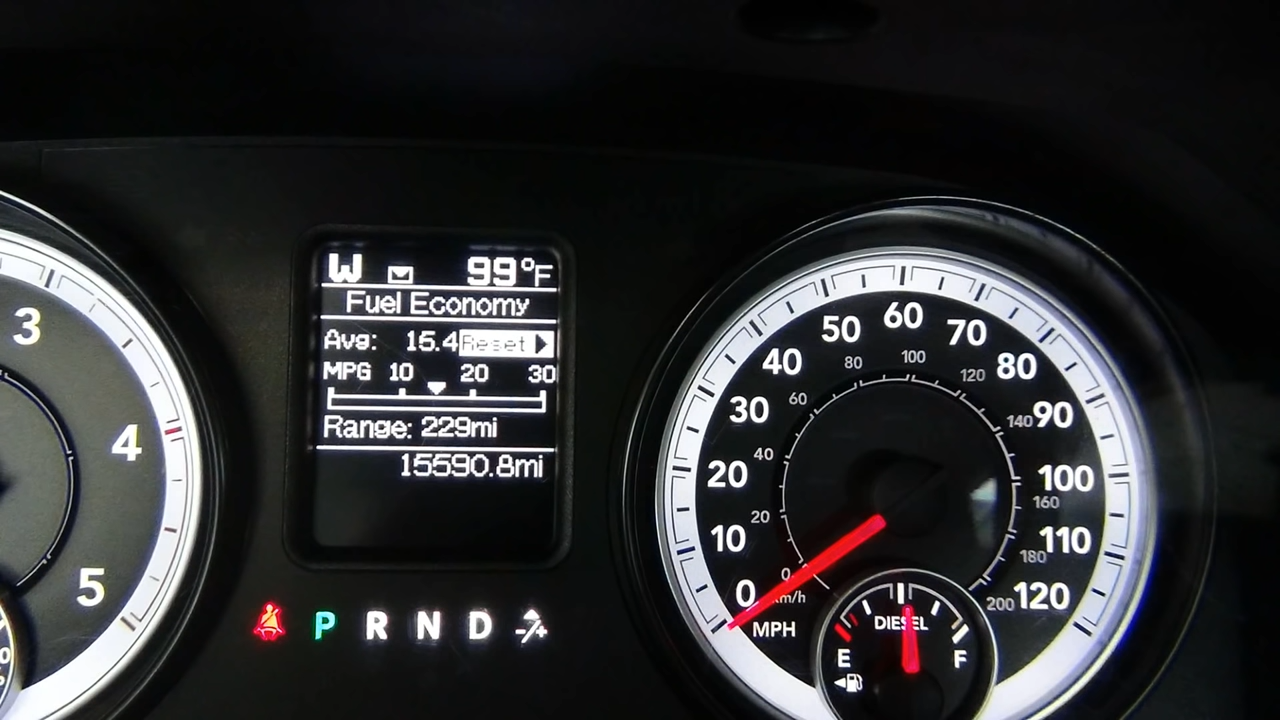 3
4
5
W 99°F
Fuel Economy
Avg: 15.4 Reset
MPG 10 20 30
Range: 229mi
15590.8mi
P R N D
0 10 20 30 40 50 60 70 80 90 100 110 120
0 20 40 60 80 100 120 140 160 180 200
km/h
MPH
DIESEL
E F